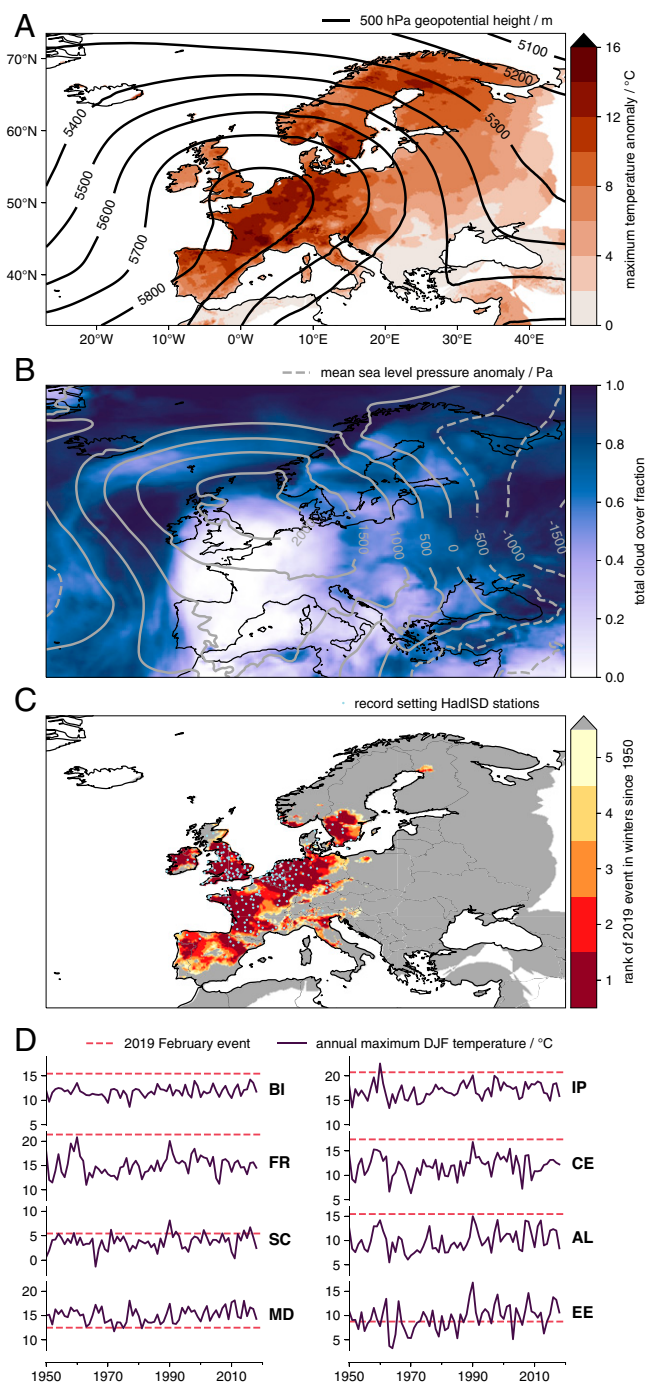 A
500 hPa geopotential height / m
70°N
60°N
50°N
40°N
20°W
10°W
0°W
10°E
20°E
30°E
40°E
5100
5200
5300
5400
5500
5600
5700
5800
16
12
8
4
0
maximum temperature anomaly / °C
B
mean sea level pressure anomaly / Pa
1500
1000
500
0
-500
-1000
-1500
1.0
0.8
0.6
0.4
0.2
0.0
total cloud cover fraction
C
record setting HadISD stations
5
4
3
2
1
rank of 2019 event in winters since 1950
D
2019 February event
annual maximum DJF temperature / °C
15
10
5
BI
20
15
10
IP
20
15
10
FR
15
10
5
CE
10
5
0
SC
15
10
5
AL
20
15
10
MD
15
10
5
EE
1950
1970
1990
2010
1950
1970
1990
2010